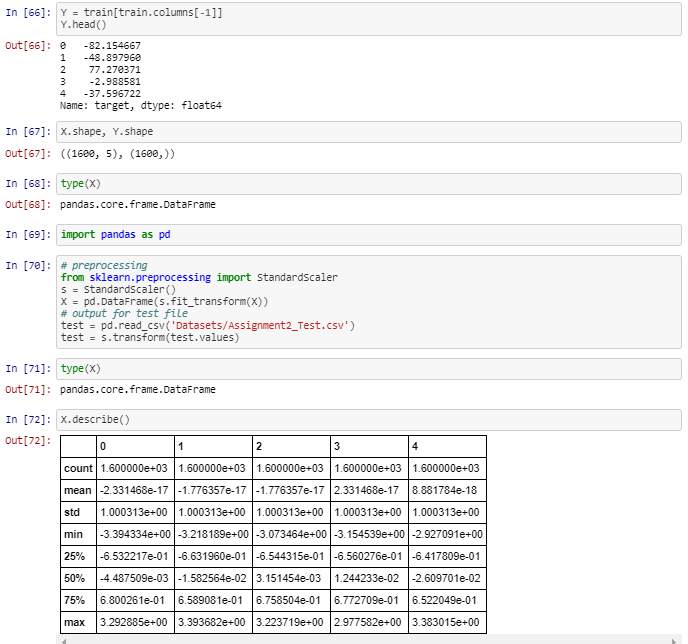 In [66]: Y = train[train.columns[-1]]
Y.head()
Out[66]: 0   -82.154667
1   -48.897960
2    77.270371
3    -2.988581
4   -37.596722
Name: target, dtype: float64
In [67]: X.shape, Y.shape
Out[67]: ((1600, 5), (1600,))
In [68]: type(X)
Out[68]: pandas.core.frame.DataFrame
In [69]: import pandas as pd
In [70]: # preprocessing
from sklearn.preprocessing import StandardScaler
s = StandardScaler()
X = pd.DataFrame(s.fit_transform(X))
# output for test file
test = pd.read_csv('Datasets/Assignment2_Test.csv')
test = s.transform(test.values)
In [71]: type(X)
Out[71]: pandas.core.frame.DataFrame
In [72]: X.describe()
Out[72]: 0 1 2 3 4
count 1.600000e+03 1.600000e+03 1.600000e+03 1.600000e+03 1.600000e+03
mean -2.331468e-17 -1.776357e-17 -1.776357e-17 2.331468e-17 8.881784e-18
std 1.000313e+00 1.000313e+00 1.000313e+00 1.000313e+00 1.000313e+00
min -3.394334e+00 -3.218189e+00 -3.073464e+00 -3.154539e+00 -2.927091e+00
25% -6.532217e-01 -6.631960e-01 -6.544315e-01 -6.560276e-01 -6.417809e-01
50% -4.487509e-03 -1.582564e-02 3.151454e-03 1.244233e-02 -2.609701e-02
75% 6.800261e-01 6.589081e-01 6.758504e-01 6.772709e-01 6.522049e-01
max 3.292885e+00 3.393682e+00 3.223719e+00 2.977582e+00 3.383015e+00